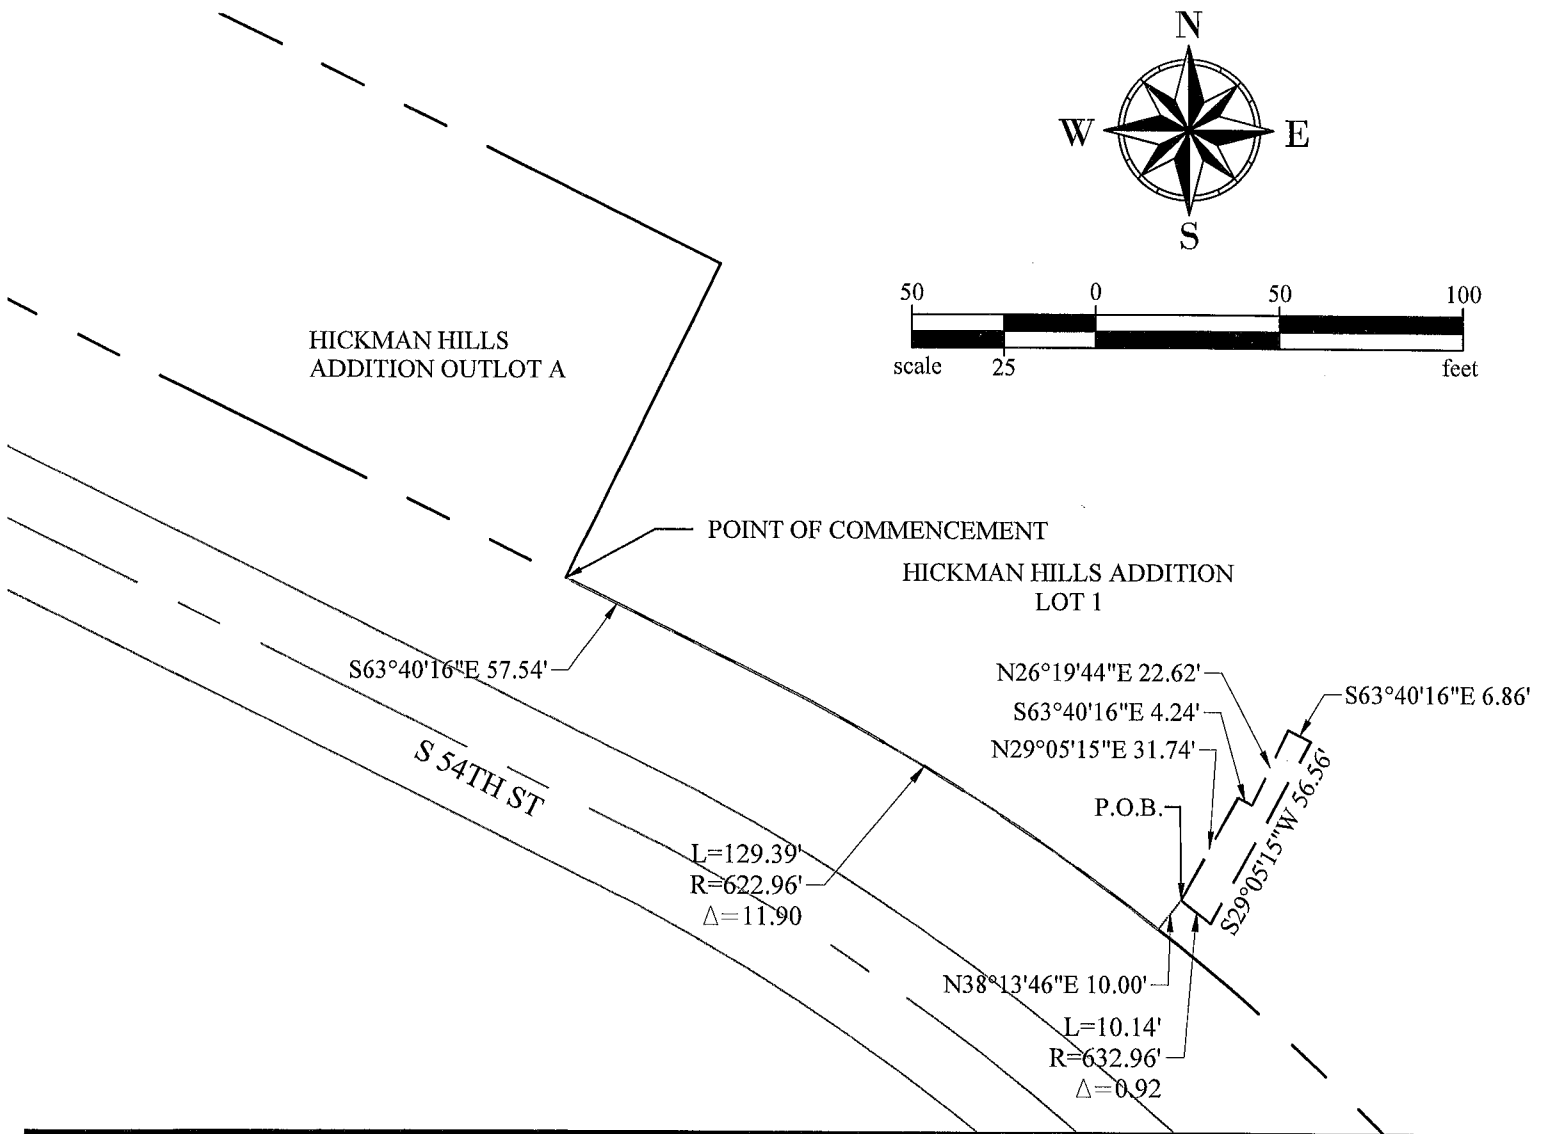 N
W
E
S
50
0
50
100
scale
25
feet
HICKMAN HILLS
ADDITION OUTLOT A
POINT OF COMMENCEMENT
HICKMAN HILLS ADDITION
LOT 1
S63°40'16"E 57.54'
N26°19'44"E 22.62'
S63°40'16"E 4.24'
N29°05'15"E 31.74'
S63°40'16"E 6.86'
P.O.B.
S29°05'15"W 56.56'
S 54TH ST
L=129.39'
R=622.96'
Δ=11.90
N38°13'46"E 10.00'
L=10.14'
R=632.96'
Δ=0.92